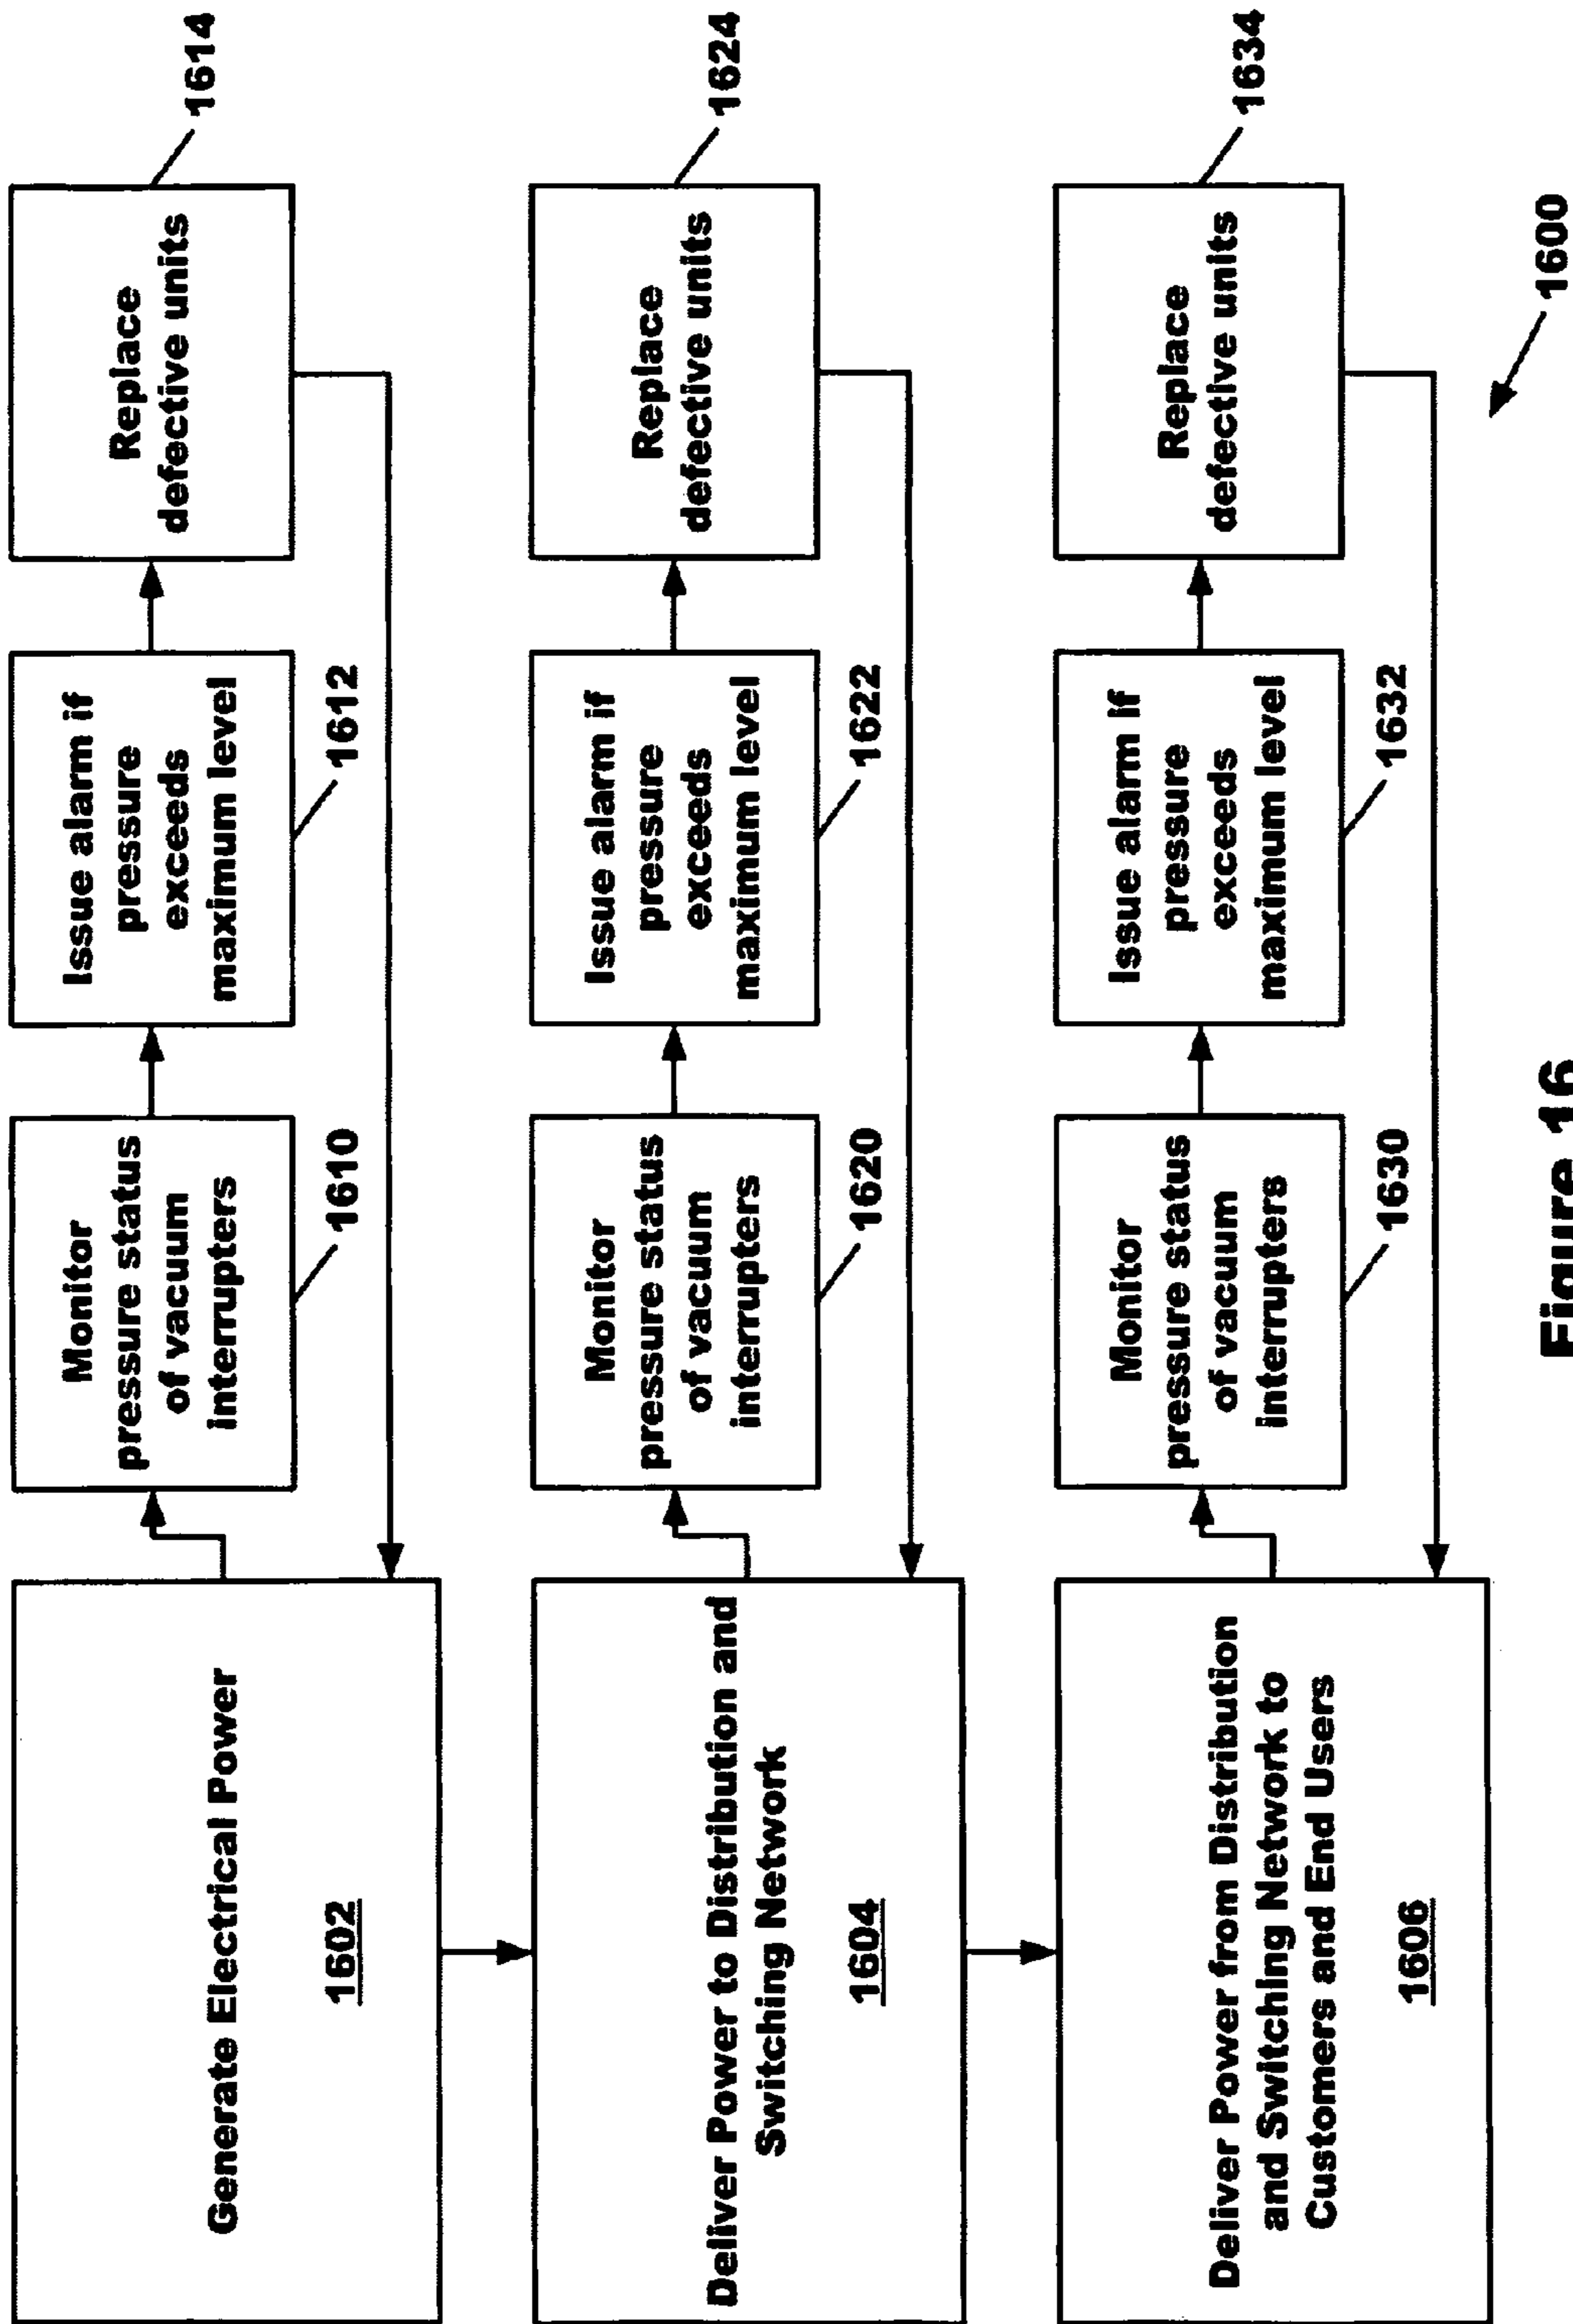 Generate Electrical Power
1602
Monitor
pressure status
of vacuum
interrupters
1610
Issue alarm if
pressure
exceeds
maximum level
1612
Replace
defective units
1614
Deliver Power to Distribution and
Switching Network
1604
Monitor
pressure status
of vacuum
interrupters
1620
Issue alarm if
pressure
exceeds
maximum level
1622
Replace
defective units
1624
Deliver Power from Distribution
and Switching Network to
Customers and End Users
1606
Monitor
pressure status
of vacuum
interrupters
1630
Issue alarm if
pressure
exceeds
maximum level
1632
Replace
defective units
1634
1600
Figure 16